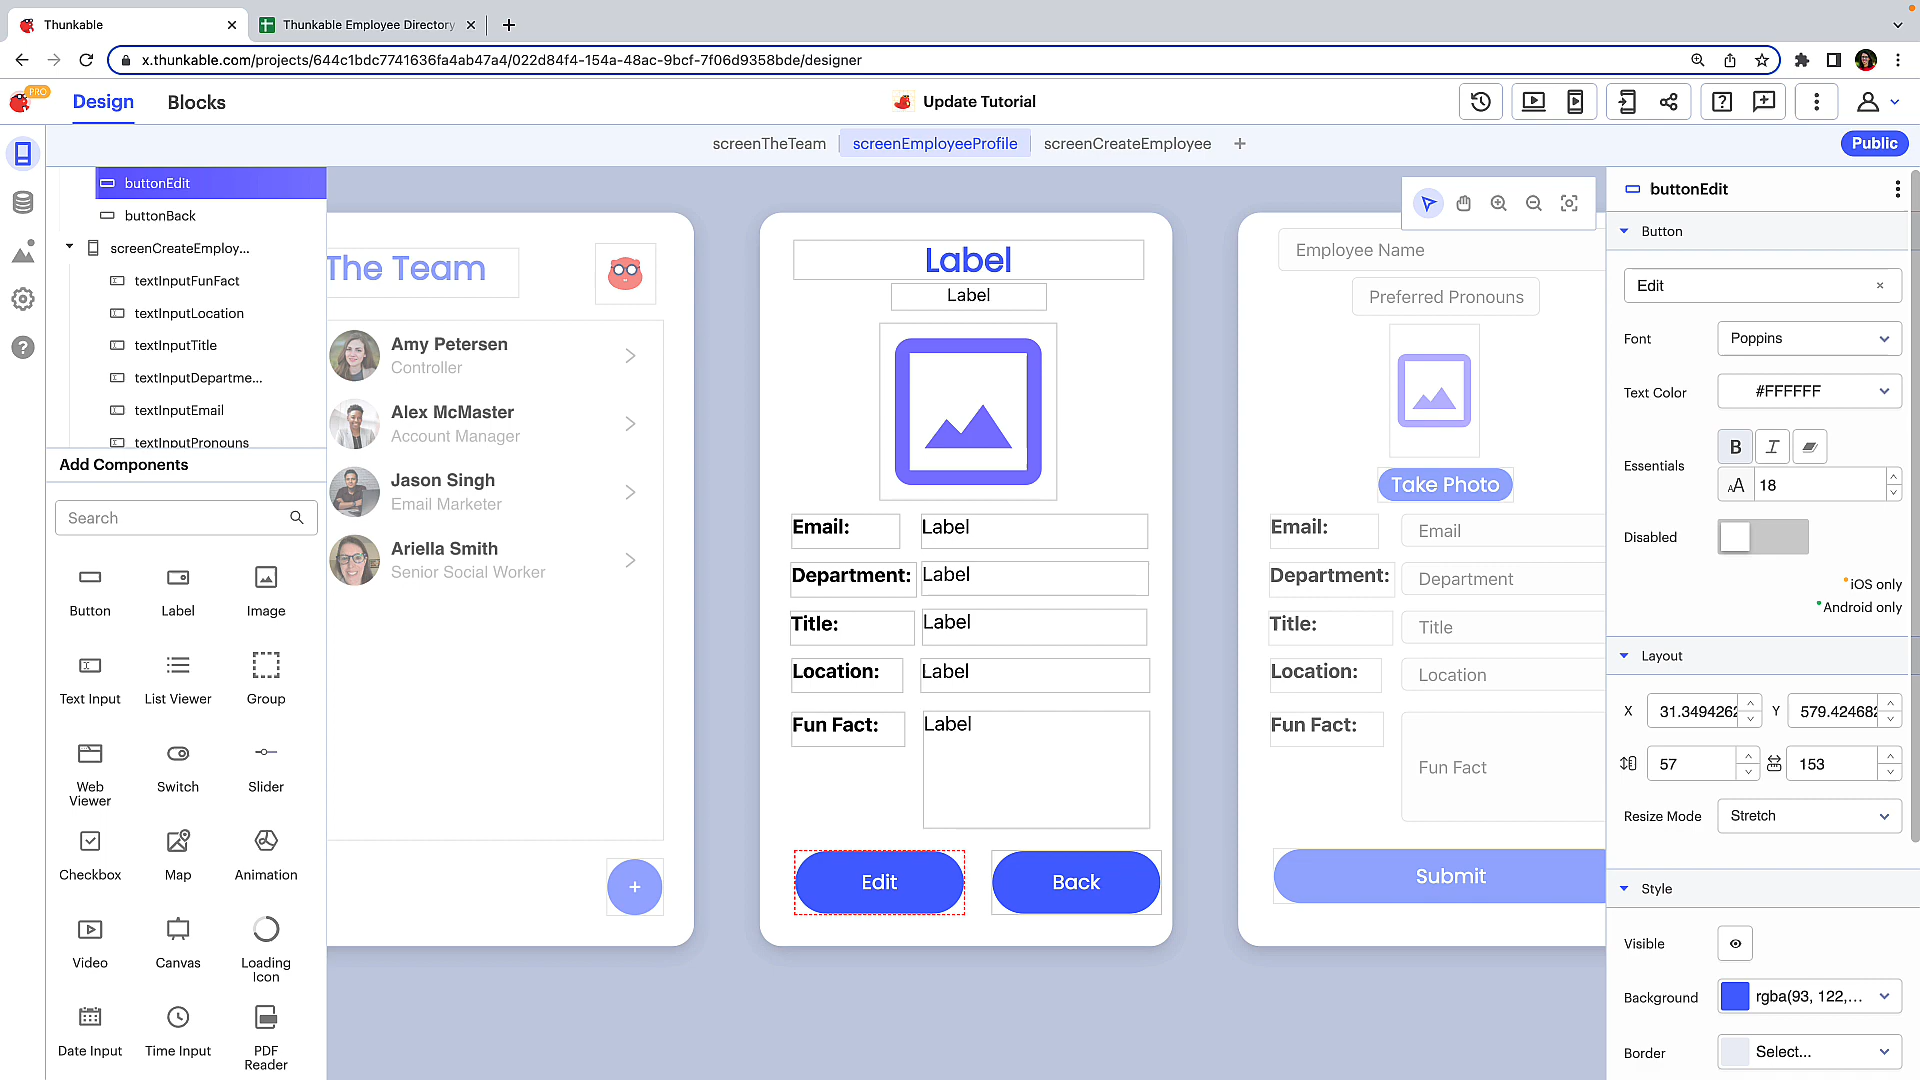 Thunkable
Thunkable Employee Directory
x.thunkable.com/projects/644c1bdc7741636fa4ab47a4/022d84f4-154a-48ac-9bcf-7f06d9358bde/designer
PRO
Design
Blocks
Update Tutorial
screenTheTeam
screenEmployeeProfile
screenCreateEmployee
Public
buttonEdit
buttonBack
screenCreateEmploy...
textInputFunFact
textInputLocation
textInputTitle
textInputDepartme...
textInputEmail
textInputPronouns
Add Components
Search
Button
Label
Image
Text Input
List Viewer
Group
Web
Viewer
Switch
Slider
Checkbox
Map
Animation
Video
Canvas
Loading
Icon
Date Input
Time Input
PDF
Reader
The Team
Amy Petersen
Controller
Alex McMaster
Account Manager
Jason Singh
Email Marketer
Ariella Smith
Senior Social Worker
+
Label
Label
Email:
Label
Department:
Label
Title:
Label
Location:
Label
Fun Fact:
Label
Edit
Back
Employee Name
Preferred Pronouns
Take Photo
Email:
Email
Department:
Department
Title:
Title
Location:
Location
Fun Fact:
Fun Fact
Submit
buttonEdit
Button
Edit
Font
Poppins
Text Color
#FFFFFF
Essentials
B I
AA 18
Disabled
iOS only
Android only
Layout
X 31.3494262
Y 579.424682
57
153
Resize Mode
Stretch
Style
Visible
Background
rgba(93, 122,...
Border
Select...